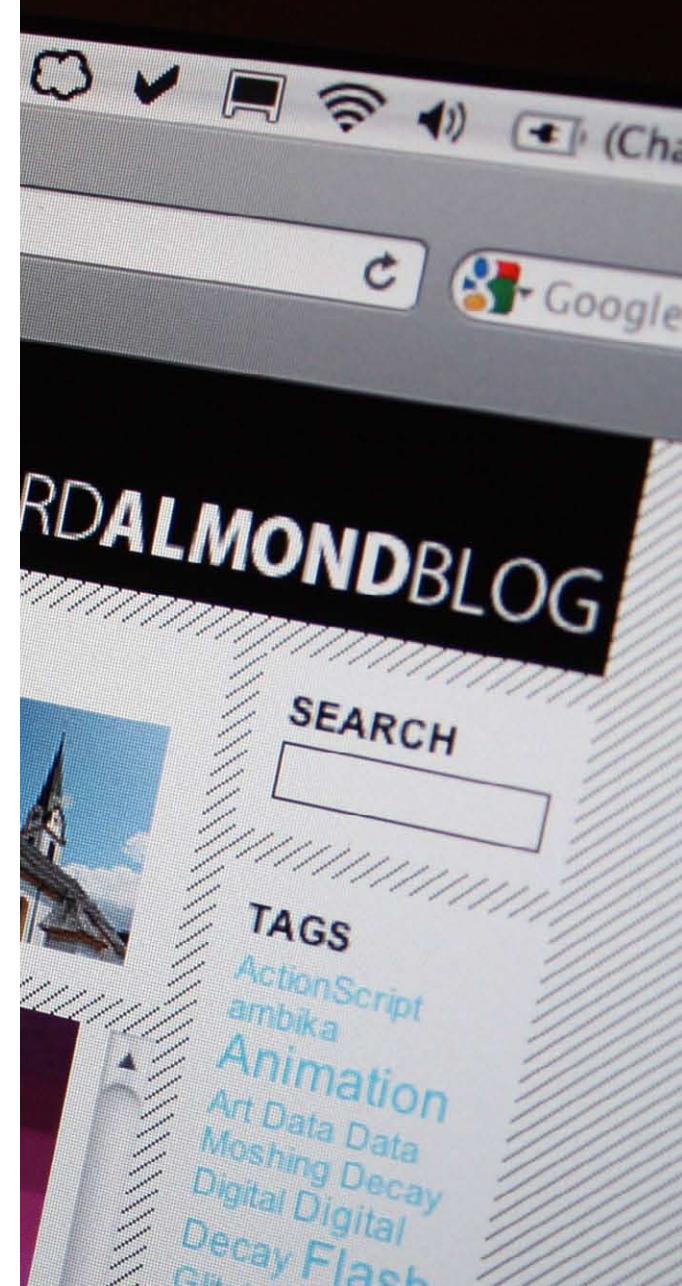 (Cha
Google
RDALMONDBLOG
SEARCH
TAGS
ActionScript
ambika
Animation
Art Data Data
Moshing Decay
Digital Digital
Decay Flash